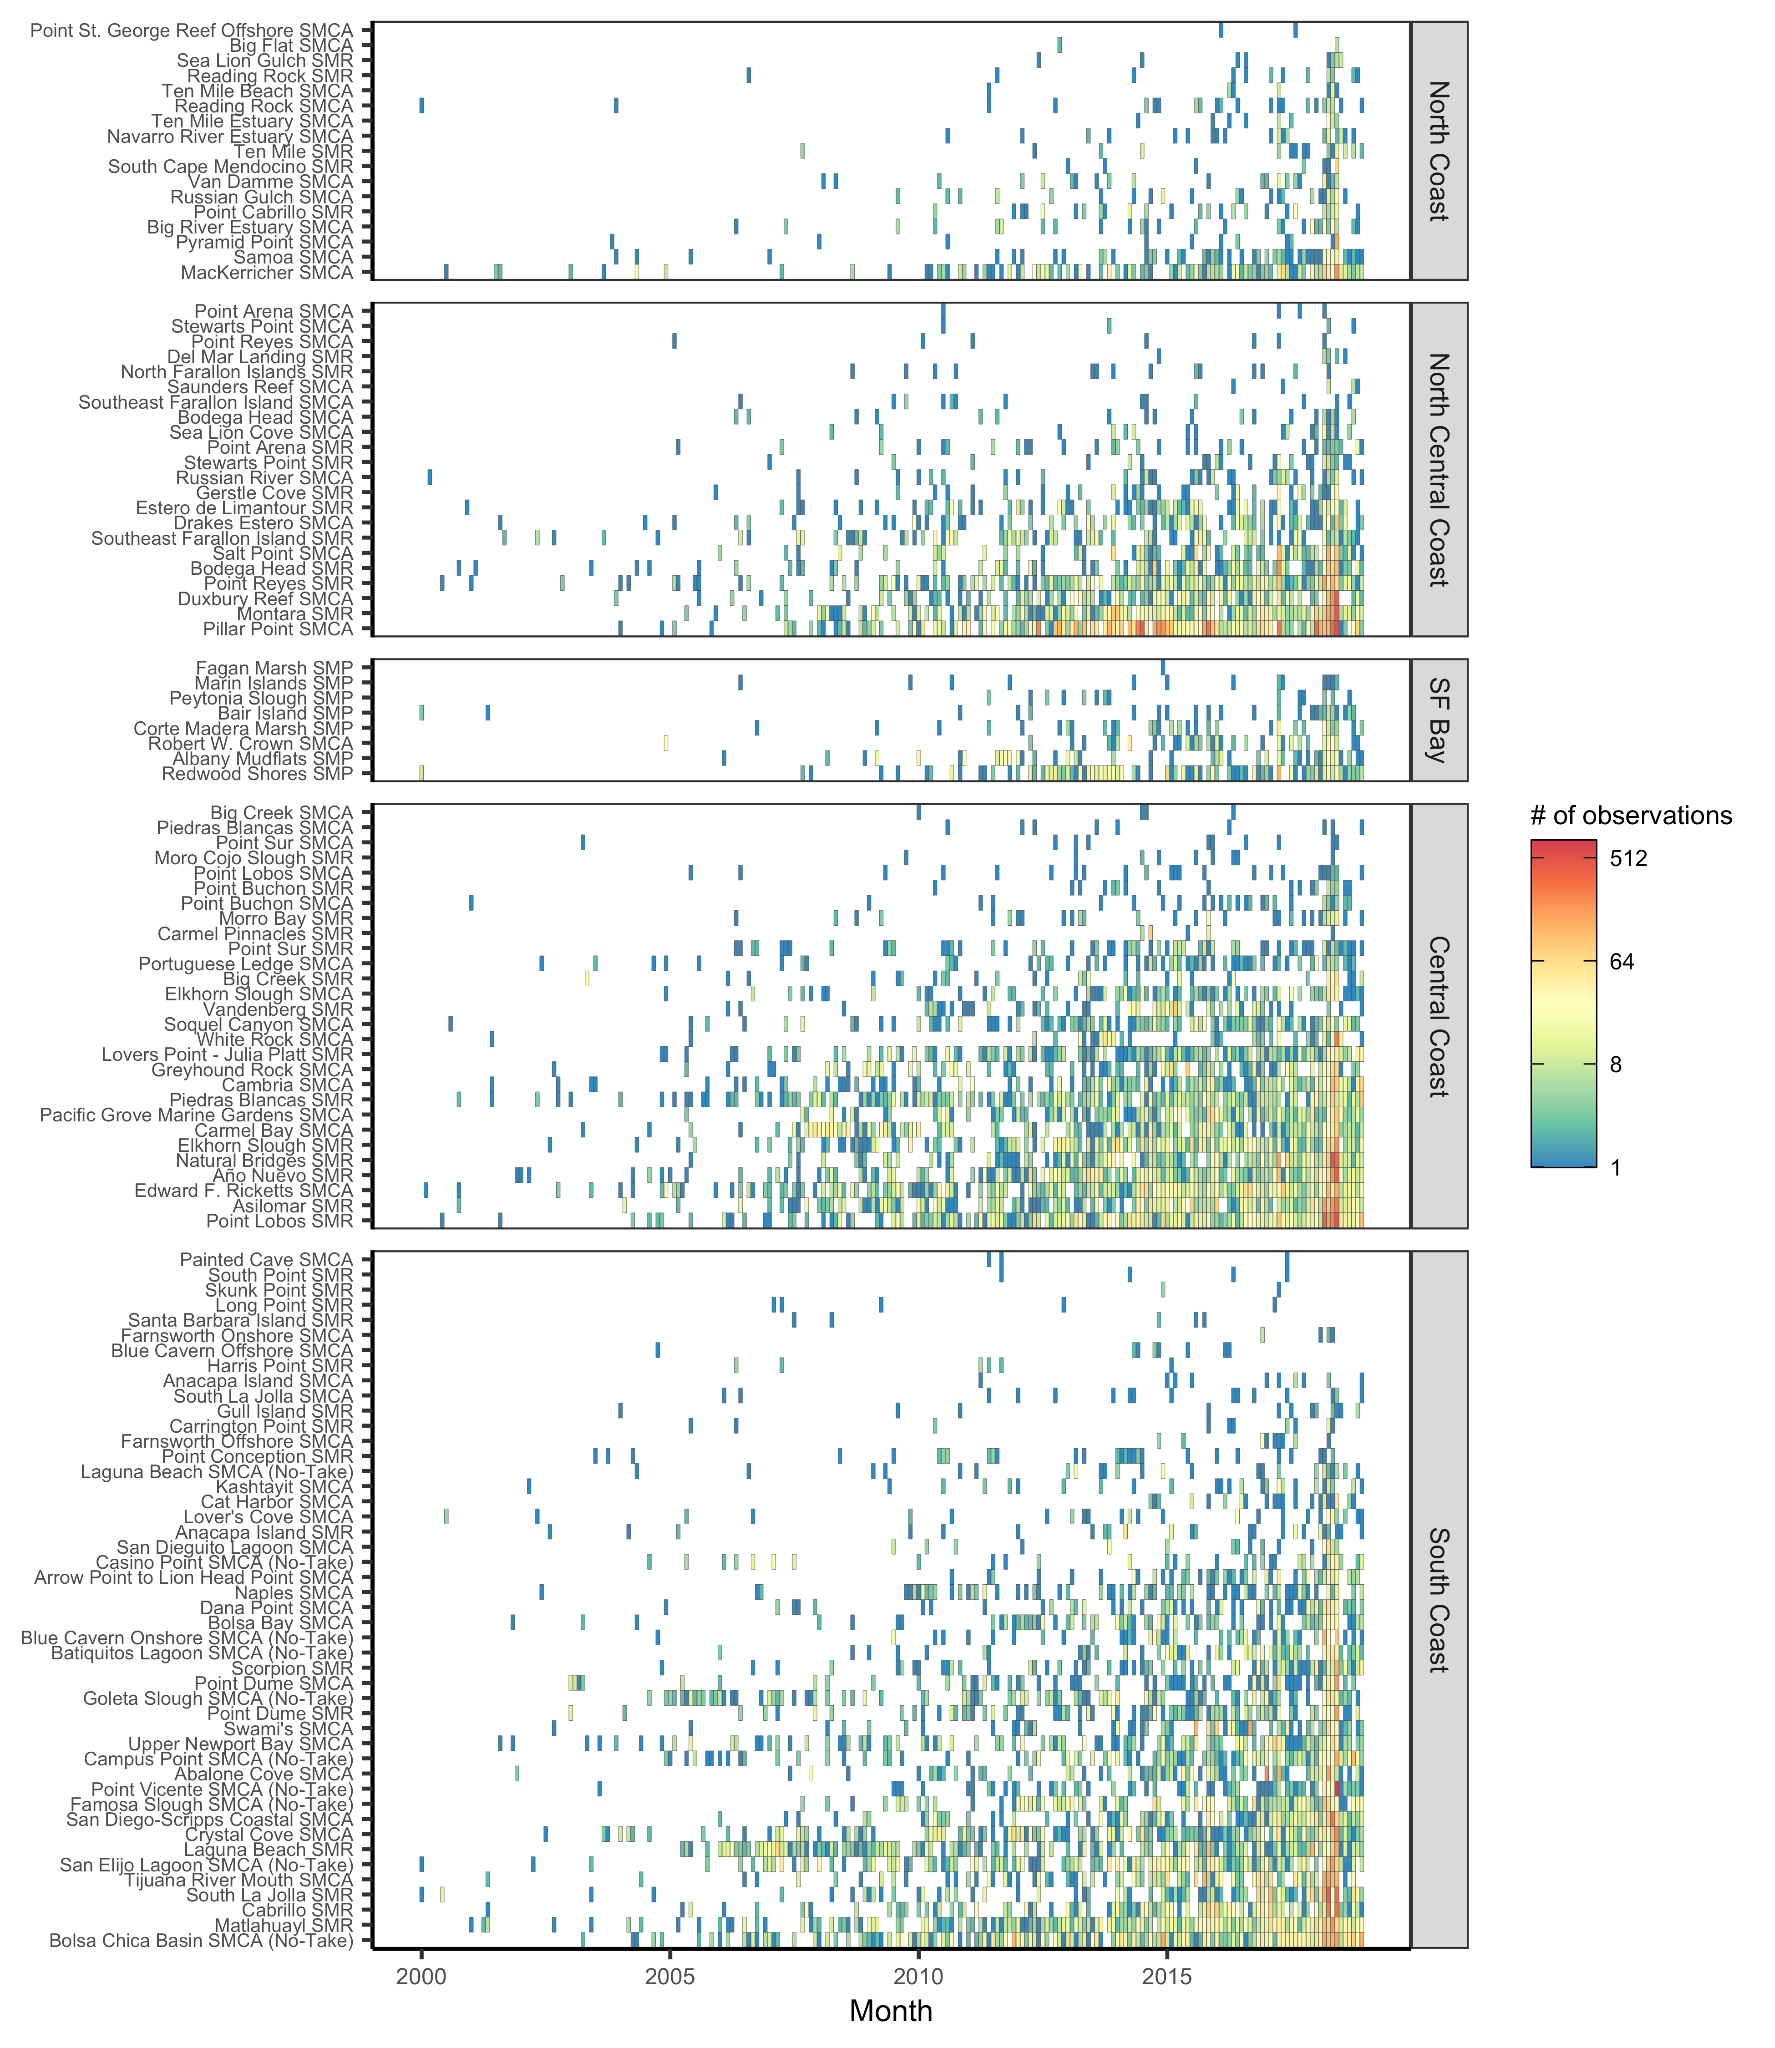 Point St. George Reef Offshore SMCA
Big Flat SMCA
Sea Lion Gulch SMR
Reading Rock SMR
Ten Mile Beach SMCA
Reading Rock SMCA
Ten Mile Estuary SMCA
Navarro River Estuary SMCA
Ten Mile SMR
South Cape Mendocino SMR
Van Damme SMCA
Russian Gulch SMCA
Point Cabrillo SMR
Big River Estuary SMCA
Pyramid Point SMCA
Samoa SMCA
MacKerricher SMCA
North Coast
Point Arena SMCA
Stewarts Point SMCA
Point Reyes SMCA
Del Mar Landing SMR
North Farallon Islands SMR
Saunders Reef SMCA
Southeast Farallon Island SMCA
Bodega Head SMCA
Sea Lion Cove SMCA
Point Arena SMR
Stewarts Point SMR
Russian River SMCA
Gerstle Cove SMR
Estero de Limantour SMR
Drakes Estero SMCA
Southeast Farallon Island SMR
Salt Point SMCA
Bodega Head SMR
Point Reyes SMR
Duxbury Reef SMCA
Montara SMR
Pillar Point SMCA
North Central Coast
Fagan Marsh SMP
Marin Islands SMP
Peytonia Slough SMP
Bair Island SMP
Corte Madera Marsh SMP
Robert W. Crown SMCA
Albany Mudflats SMP
Redwood Shores SMP
SF Bay
Big Creek SMCA
Piedras Blancas SMCA
Point Sur SMCA
Moro Cojo Slough SMR
Point Lobos SMCA
Point Buchon SMR
Point Buchon SMCA
Morro Bay SMR
Carmel Pinnacles SMR
Point Sur SMR
Portuguese Ledge SMCA
Big Creek SMR
Elkhorn Slough SMCA
Vandenberg SMR
Soquel Canyon SMCA
White Rock SMCA
Lovers Point - Julia Platt SMR
Greyhound Rock SMCA
Cambria SMCA
Piedras Blancas SMR
Pacific Grove Marine Gardens SMCA
Carmel Bay SMCA
Elkhorn Slough SMR
Natural Bridges SMR
Año Nuevo SMR
Edward F. Ricketts SMCA
Asilomar SMR
Point Lobos SMR
Central Coast
Painted Cave SMCA
South Point SMR
Skunk Point SMR
Long Point SMR
Santa Barbara Island SMR
Farnsworth Onshore SMCA
Blue Cavern Offshore SMCA
Harris Point SMR
Anacapa Island SMCA
South La Jolla SMCA
Gull Island SMR
Carrington Point SMR
Farnsworth Offshore SMCA
Point Conception SMR
Laguna Beach SMCA (No-Take)
Kashtayit SMCA
Cat Harbor SMCA
Lover's Cove SMCA
Anacapa Island SMR
San Dieguito Lagoon SMCA
Casino Point SMCA (No-Take)
Arrow Point to Lion Head Point SMCA
Naples SMCA
Dana Point SMCA
Bolsa Bay SMCA
Blue Cavern Onshore SMCA (No-Take)
Batiquitos Lagoon SMCA (No-Take)
Scorpion SMR
Point Dume SMCA
Goleta Slough SMCA (No-Take)
Point Dume SMR
Swami's SMCA
Upper Newport Bay SMCA
Campus Point SMCA (No-Take)
Abalone Cove SMCA
Point Vicente SMCA (No-Take)
Famosa Slough SMCA (No-Take)
San Diego-Scripps Coastal SMCA
Crystal Cove SMCA
Laguna Beach SMR
San Elijo Lagoon SMCA (No-Take)
Tijuana River Mouth SMCA
South La Jolla SMR
Cabrillo SMR
Matlahuayl SMR
Bolsa Chica Basin SMCA (No-Take)
South Coast
2000 2005 2010 2015
Month
# of observations
512
64
8
1